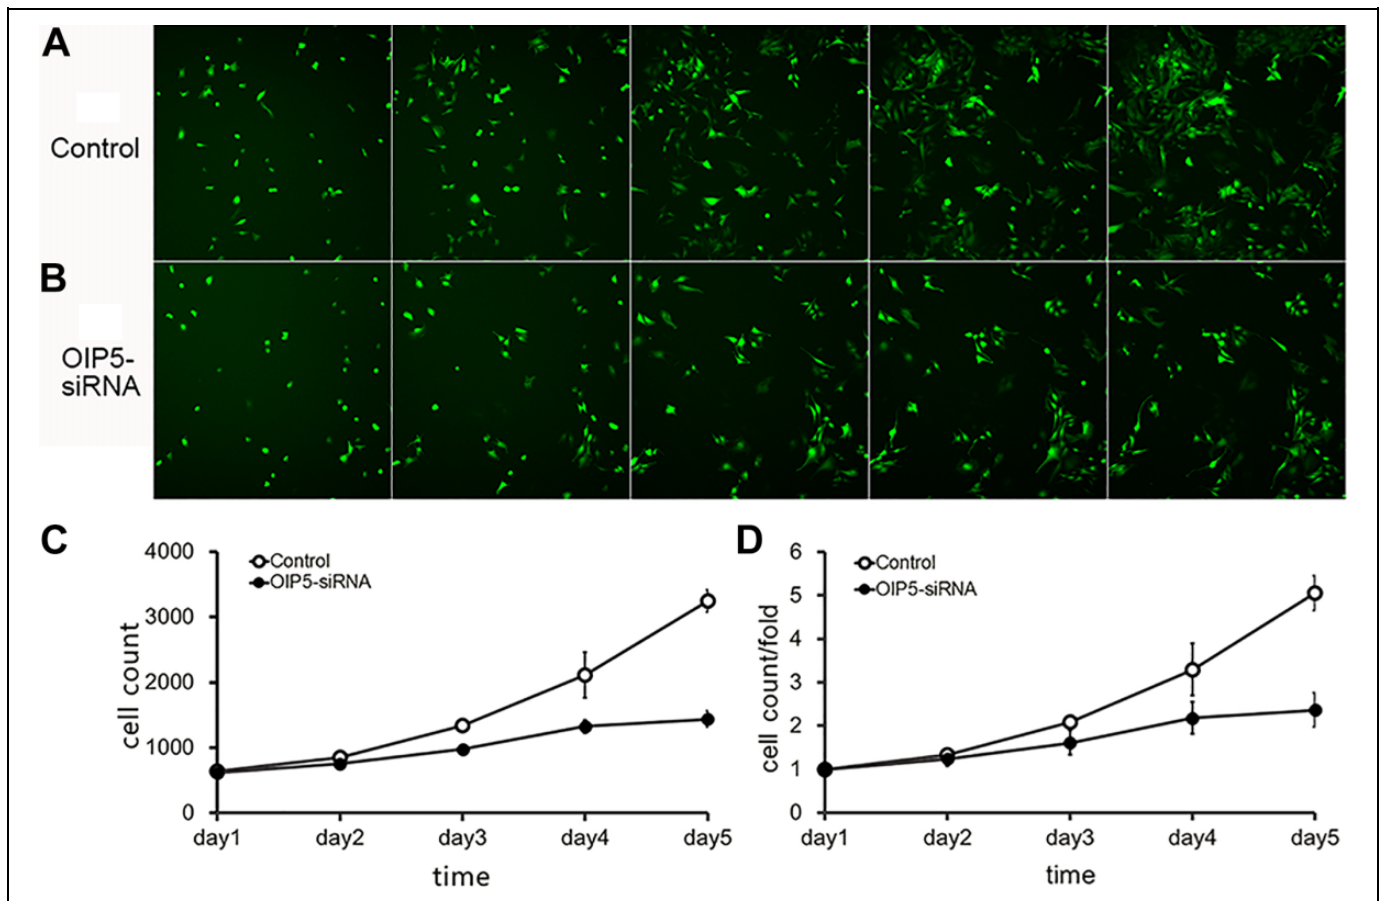 A
Control
B
OIP5-
siRNA
C
4000
3000
2000
1000
0
cell count
Control
OIP5-siRNA
day1 day2 day3 day4 day5
time
D
6
5
4
3
2
1
0
cell count/fold
Control
OIP5-siRNA
day1 day2 day3 day4 day5
time